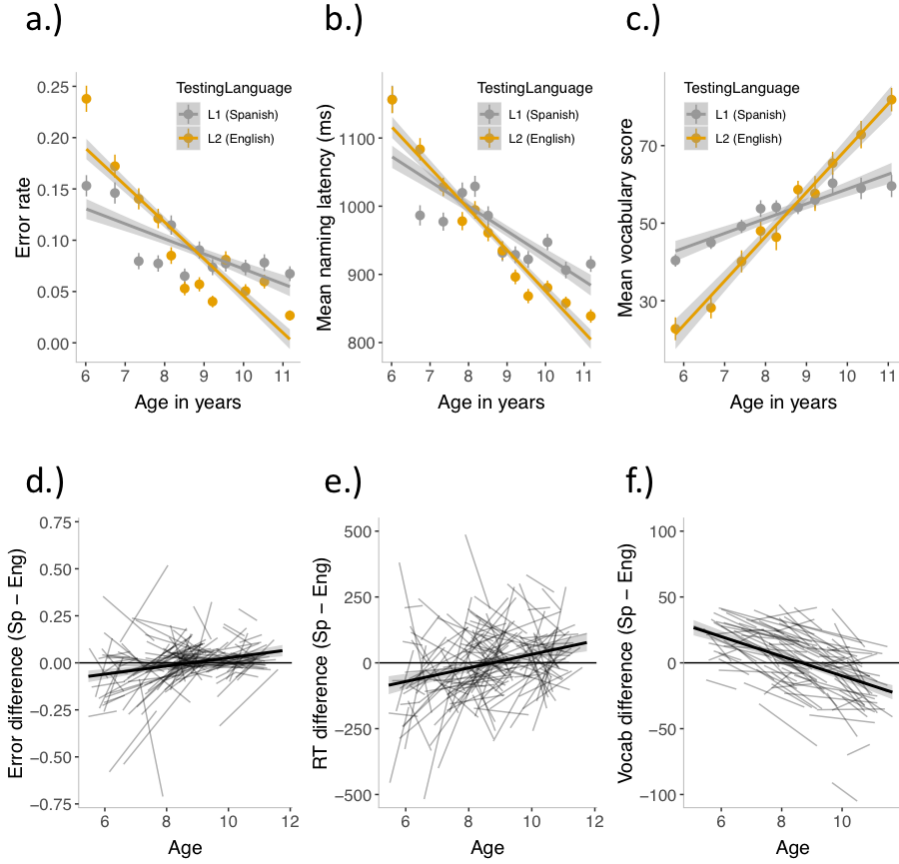 a.)
b.)
c.)
TestingLanguage
L1 (Spanish)
L2 (English)
TestingLanguage
L1 (Spanish)
L2 (English)
TestingLanguage
L1 (Spanish)
L2 (English)
Error rate
0.25
0.20
0.15
0.10
0.05
0.00
6 7 8 9 10 11
Age in years
Mean naming latency (ms)
1100
1000
900
800
6 7 8 9 10 11
Age in years
Mean vocabulary score
70
50
30
6 7 8 9 10 11
Age in years
d.)
e.)
f.)
Error difference (Sp − Eng)
0.75
0.50
0.25
0.00
−0.25
−0.50
−0.75
6 8 10 12
Age
RT difference (Sp − Eng)
500
250
0
−250
−500
6 8 10 12
Age
Vocab difference (Sp − Eng)
100
50
0
−50
−100
6 8 10
Age